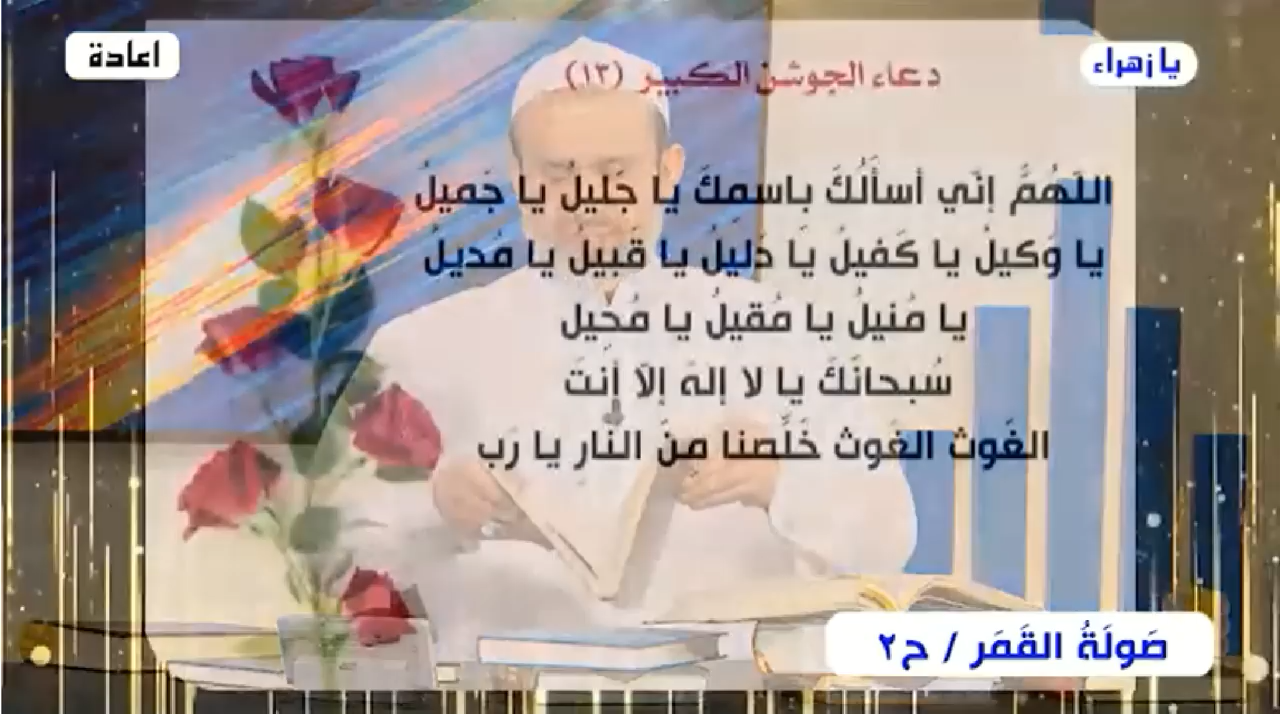 يا زهراء
اعادة
دعاء الجوشن الكبير (١٣)
اللَهُمَّ إنّي أسأَلُكَ باسمكَ يا جَليلُ يا جَميلُ
يا وَكيلُ يا كَفيلُ يا دَليلُ يا قَبيلُ يا مُديلُ
يا مُنيلُ يا مُقيلُ يا مُحِيل
سُبحانَكَ يا لا إلهَ إلاّ أنتَ
الغَوث الغَوث خَلِّصنا منَ النّارِ يا رَب
صَولَةُ القَمَر / ح٢